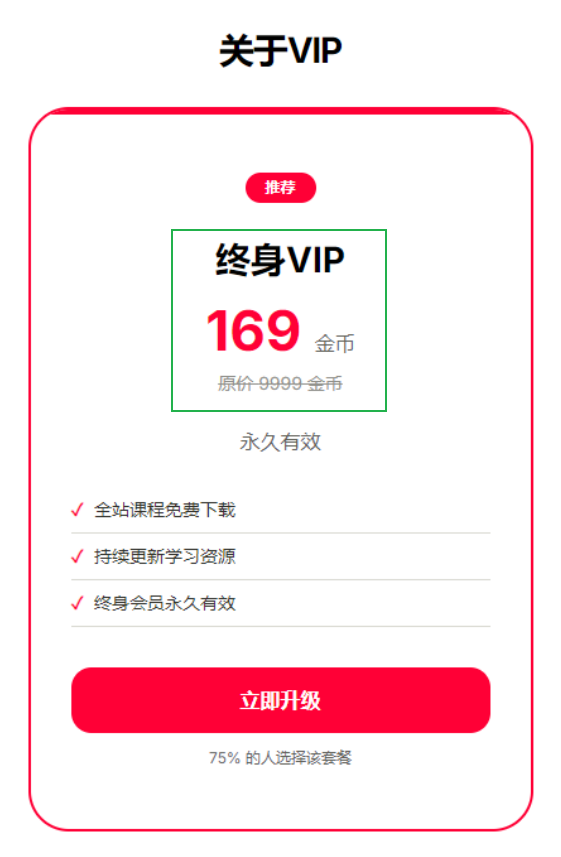 关于VIP
推荐
终身VIP
169 金币
原价 9999 金币
永久有效
✓ 全站课程免费下载
✓ 持续更新学习资源
✓ 终身会员永久有效
立即升级
75% 的人选择该套餐